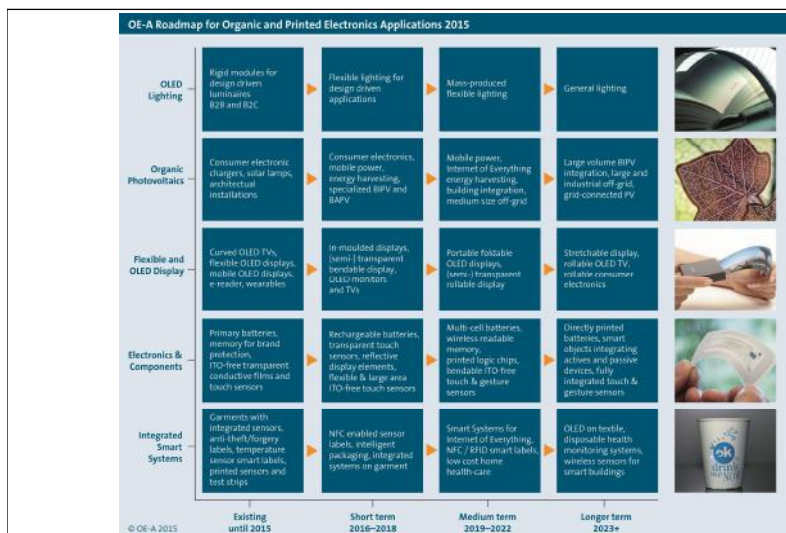 OE-A Roadmap for Organic and Printed Electronics Applications 2015
OLED
Lighting
Rigid modules for
design driven
luminaires
B2B and B2C
Flexible lighting for
design driven
applications
Mass-produced
flexible lighting
General lighting
Organic
Photovoltaics
Consumer electronic
chargers, solar lamps,
architectual
installations
Consumer electronics,
mobile power,
energy harvesting,
specialized BIPV and
BAPV
Mobile power,
Internet of Everything
energy harvesting,
building integration,
medium size off-grid
Large volume BIPV
integration, large and
industrial off-grid,
grid-connected PV
Flexible and
OLED Display
Curved OLED TVs,
flexible OLED displays,
mobile OLED displays,
e-reader, wearables
In-moulded displays,
(semi-) transparent
bendable display,
OLED monitors
and TVs
Portable foldable
OLED displays,
(semi-) transparent
rollable display
Stretchable display,
rollable OLED TV,
rollable consumer
electronics
Electronics &
Components
Primary batteries,
memory for brand
protection,
ITO-free transparent
conductive films and
touch sensors
Rechargeable batteries,
transparent touch
sensors, reflective
display elements,
flexible & large area
ITO-free touch sensors
Multi-cell batteries,
wireless readable
memory,
printed logic chips,
bendable ITO-free
touch & gesture
sensors
Directly printed
batteries, smart
objects integrating
actives and passive
devices, fully
integrated touch &
gesture sensors
Integrated
Smart
Systems
Garments with
integrated sensors,
anti-theft/forgery
labels, temperature
sensor smart labels,
printed sensors and
test strips
NFC enabled sensor
labels, intelligent
packaging, integrated
systems on garment
Smart Systems for
Internet of Everything,
NFC / RFID smart labels,
low cost home
health-care
OLED on textile,
disposable health
monitoring systems,
wireless sensors for
smart buildings
ok
drink
me NOW
© OE-A 2015
Existing
until 2015
Short term
2016–2018
Medium term
2019–2022
Longer term
2023+